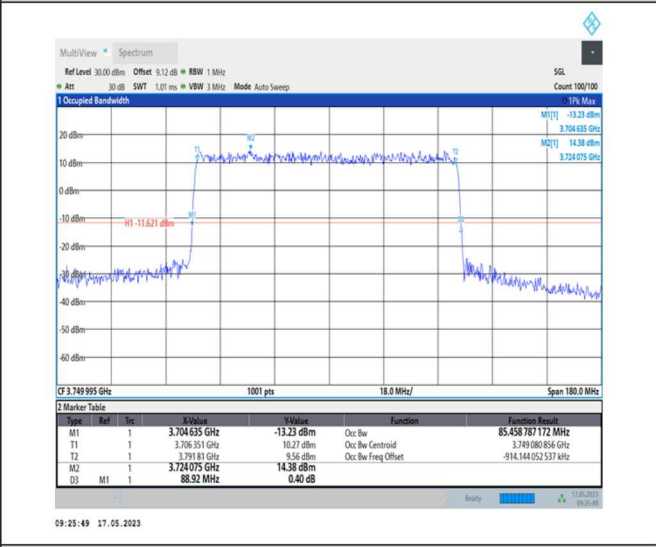 MultiView Spectrum
Ref Level 30.00 dBm Offset 9.12 dB RBW 1 MHz SGL
Att 30 dB SWT 1.01 ms VBW 3 MHz Mode Auto Sweep Count 100/100
1 Occupied Bandwidth 1Pk Max
M1[1] -13.23 dBm
3.704 635 GHz
M2[1] 14.38 dBm
3.724 075 GHz
20 dBm
M2
T1
T2
10 dBm
0 dBm
-10 dBm
M1
D3
H1 -11.621 dBm
-20 dBm
-30 dBm
-40 dBm
-50 dBm
-60 dBm
CF 3.749 995 GHz 1001 pts 18.0 MHz/ Span 180.0 MHz
2 Marker Table
Type Ref Trc X-Value Y-Value Function Function Result
M1 1 3.704 635 GHz -13.23 dBm Occ Bw 85.458 787 172 MHz
T1 1 3.706 351 GHz 10.27 dBm Occ Bw Centroid 3.749 080 856 GHz
T2 1 3.791 81 GHz 9.56 dBm Occ Bw Freq Offset -914.144 052 537 kHz
M2 1 3.724 075 GHz 14.38 dBm
D3 M1 1 88.92 MHz 0.40 dB
Ready 17.05.2023
09:25:49
09:25:49 17.05.2023